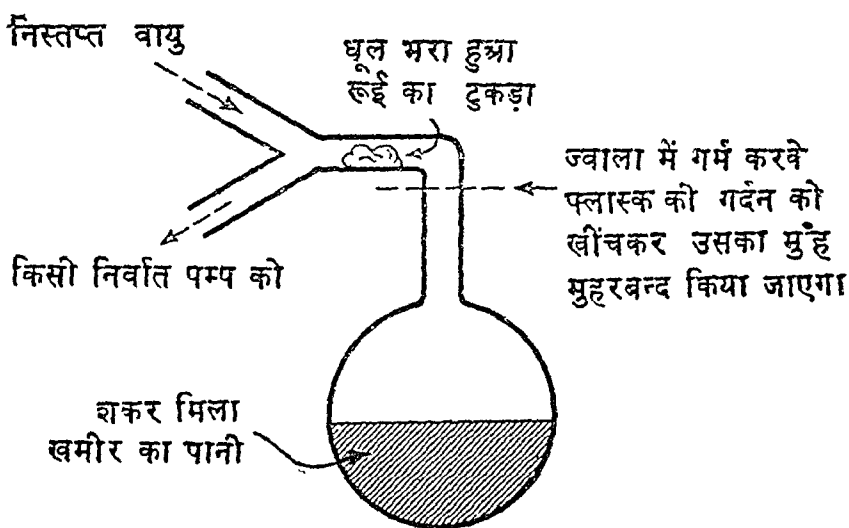 निस्तप्त वायु
धूल भरा हुआ
रूई का टुकड़ा
ज्वाला में गर्म करके
फ्लास्क की गर्दन को
खींचकर उसका मुँह
मुहरबन्द किया जाएगा
किसी निर्वात पम्प को
शकर मिला
खमीर का पानी